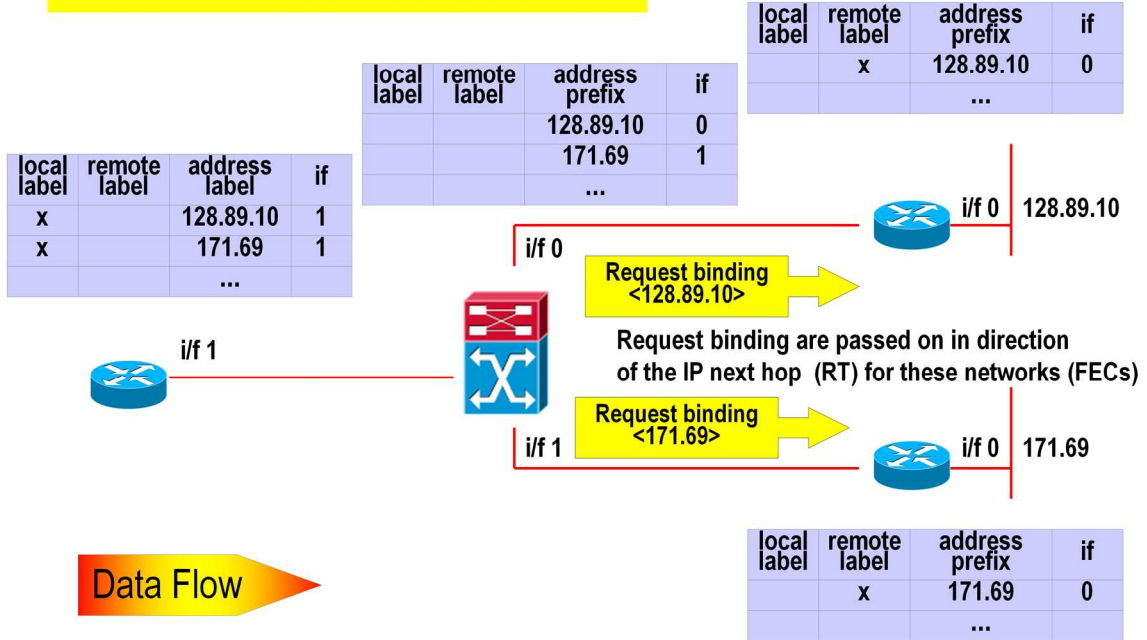 local label remote label address prefix if
x 128.89.10 0
...
local label remote label address prefix if
128.89.10 0
171.69 1
...
local label remote label address label if
x 128.89.10 1
x 171.69 1
...
i/f 0 128.89.10
i/f 0
Request binding
<128.89.10>
Request binding are passed on in direction
of the IP next hop (RT) for these networks (FECs)
i/f 1
Request binding
<171.69>
i/f 1
i/f 0 171.69
Data Flow
local label remote label address prefix if
x 171.69 0
...